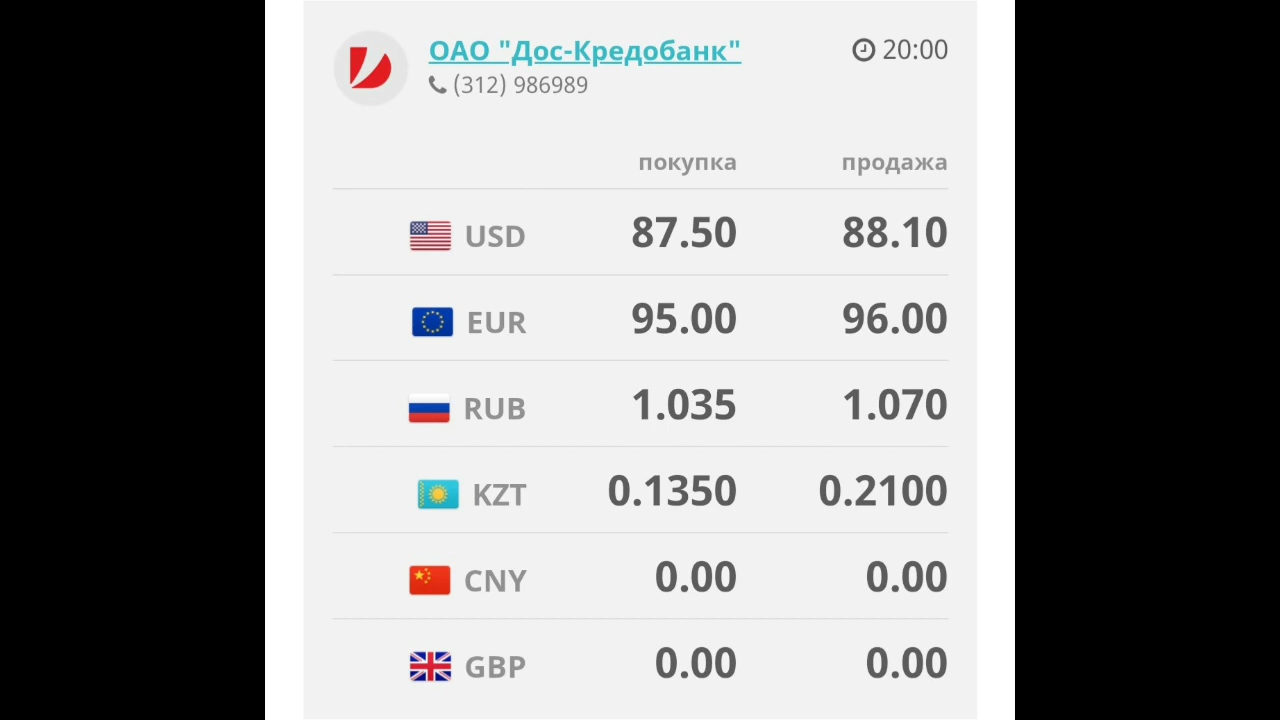 ОАО "Дос-Кредобанк" 20:00
(312) 986989
покупка продажа
USD 87.50 88.10
EUR 95.00 96.00
RUB 1.035 1.070
KZT 0.1350 0.2100
CNY 0.00 0.00
GBP 0.00 0.00